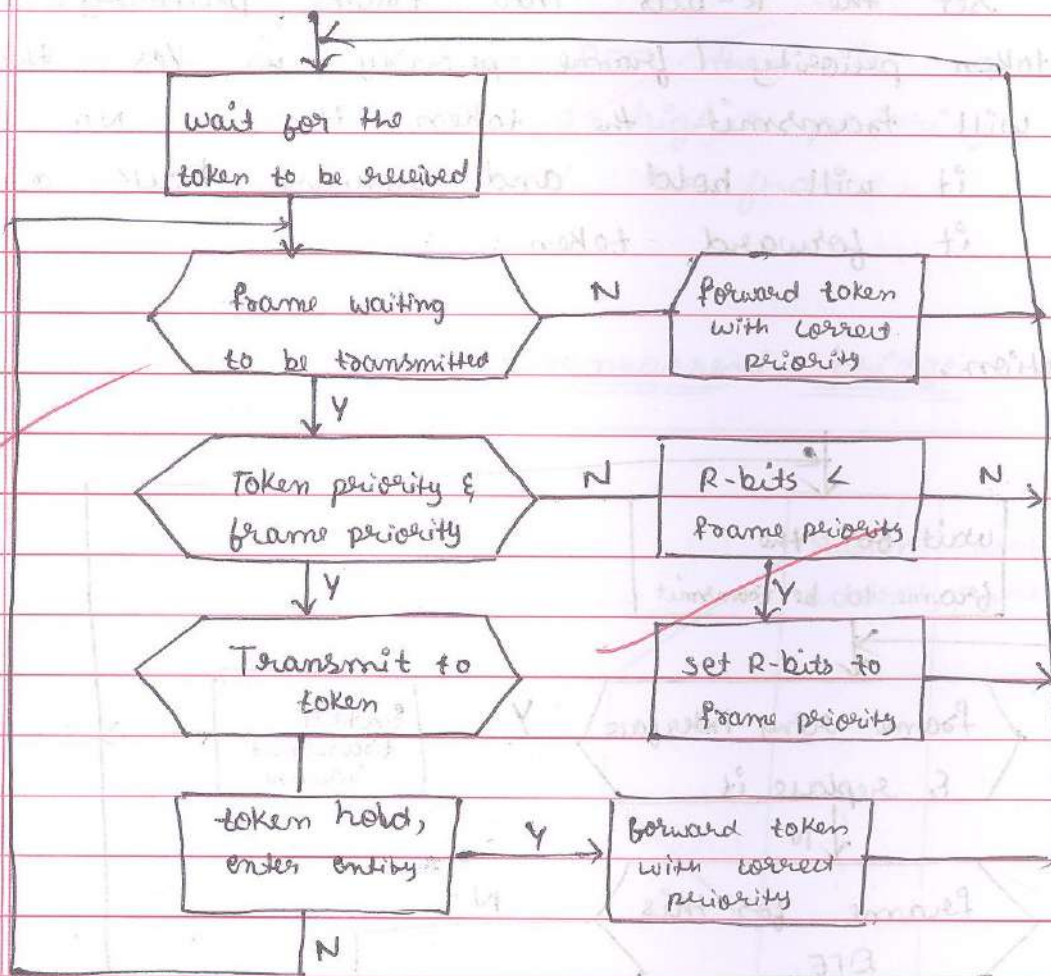 wait for the
token to be received
frame waiting
to be transmitted
N
forward token
with correct
priority
Y
Token priority &
frame priority
N
R-bits <
frame priority
N
Y
Y
Transmit to
token
set R-bits to
frame priority
token hold,
enter entity
Y
forward token
with correct
priority
N